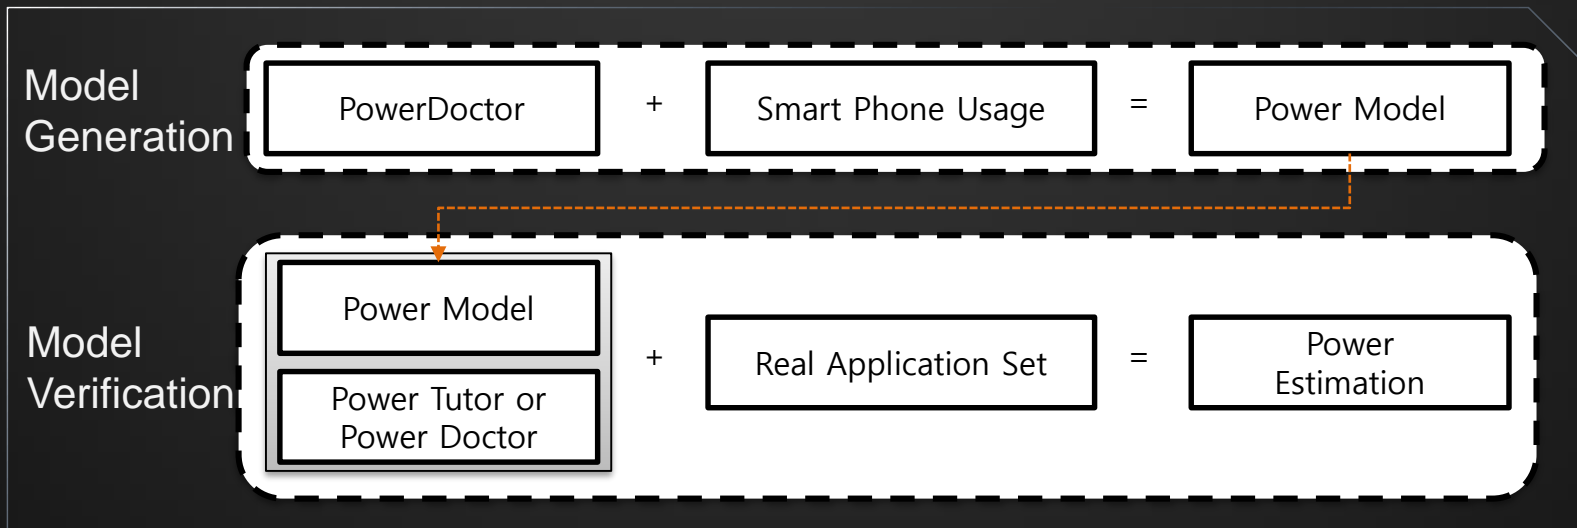 Model
Generation
PowerDoctor + Smart Phone Usage = Power Model
Model
Verification
Power Model
Power Tutor or
Power Doctor
+
Real Application Set
=
Power
Estimation